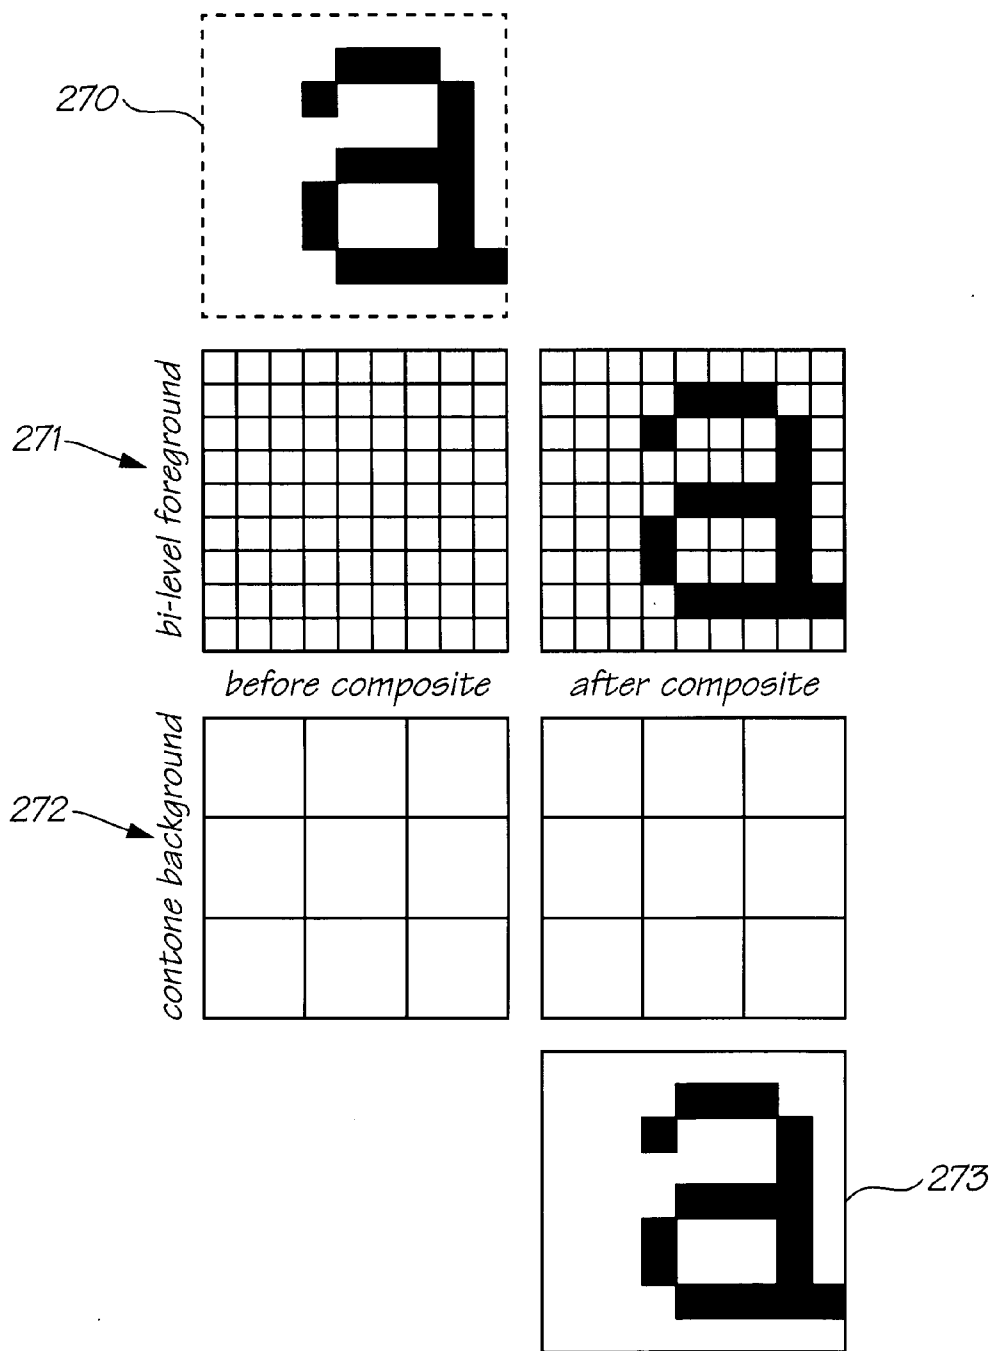 270
a
271
bi-level foreground
a
before composite
after composite
272
contone background
a
273